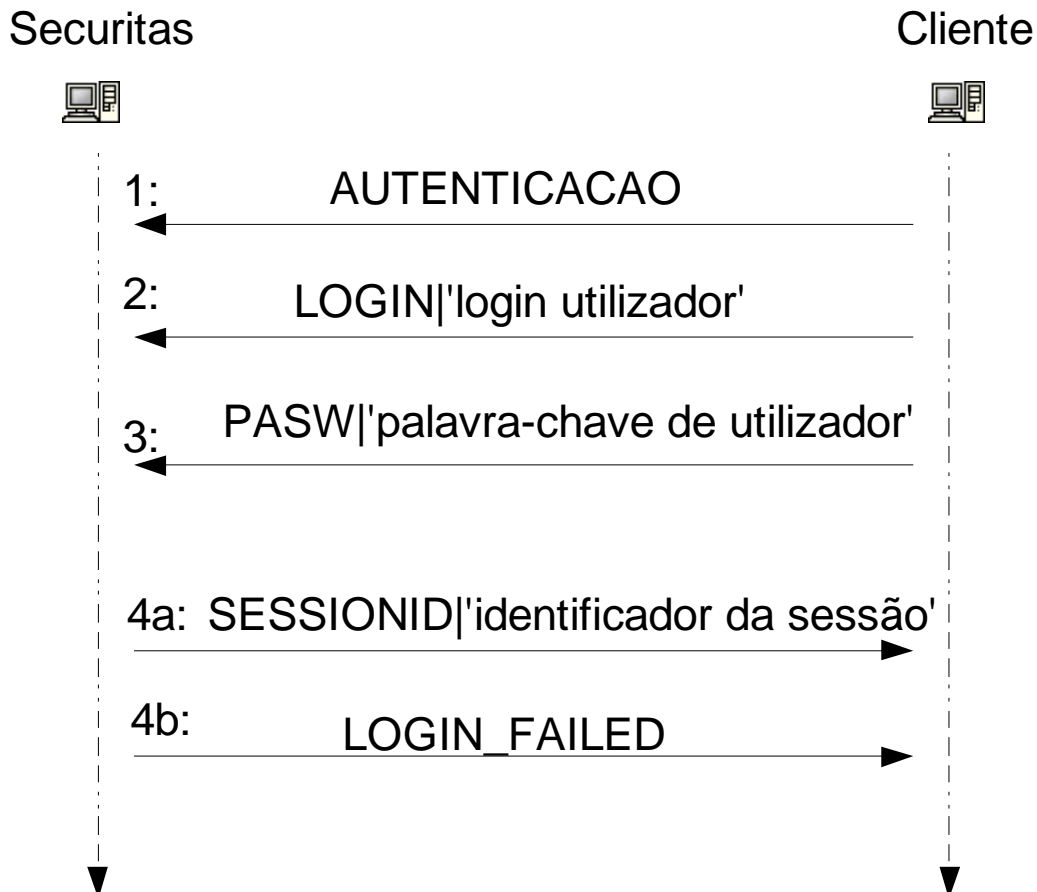 Securitas Cliente
1: AUTENTICACAO
2: LOGIN|'login utilizador'
3: PASW|'palavra-chave de utilizador'
4a: SESSIONID|'identificador da sessão'
4b: LOGIN_FAILED